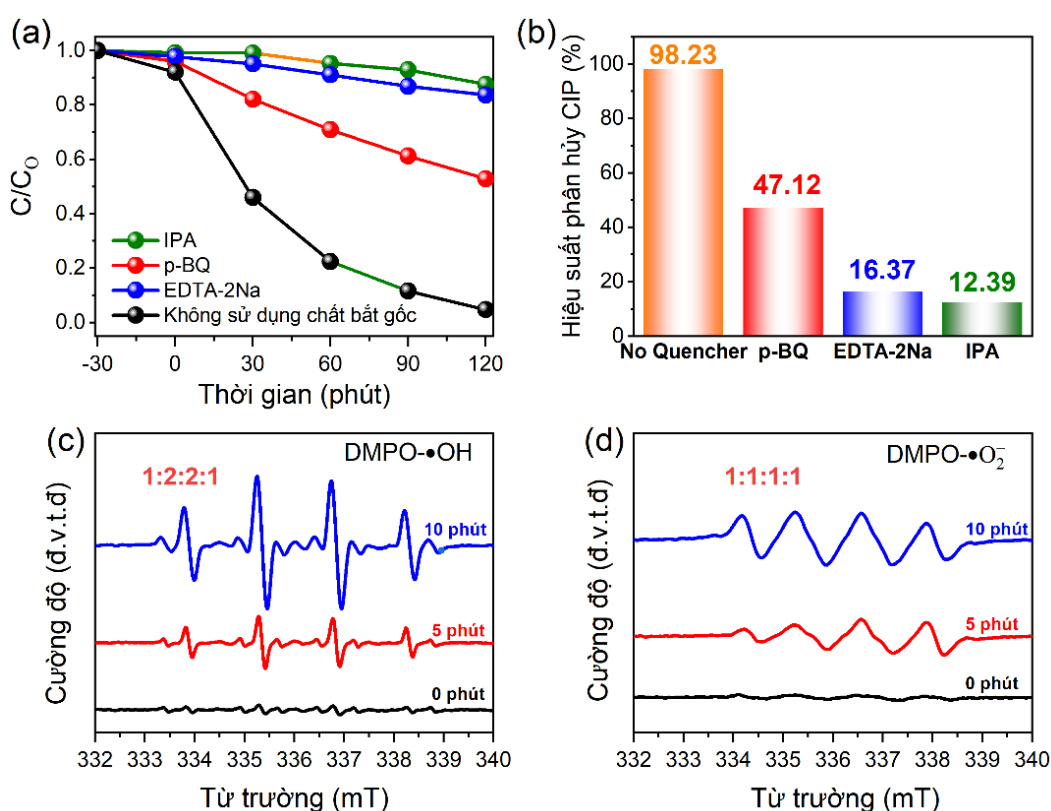 (a)
C/C₀
1.0
0.8
0.6
0.4
0.2
0.0
IPA
p-BQ
EDTA-2Na
Không sử dụng chất bắt gốc
-30 0 30 60 90 120
Thời gian (phút)
(b)
Hiệu suất phân hủy CIP (%)
100
80
60
40
20
0
98.23
47.12
16.37
12.39
No Quencher p-BQ EDTA-2Na IPA
(c)
DMPO-•OH
1:2:2:1
Cường độ (đ.v.t.đ)
10 phút
5 phút
0 phút
332 333 334 335 336 337 338 339 340
Từ trường (mT)
(d)
DMPO-•O₂⁻
1:1:1:1
Cường độ (đ.v.t.đ)
10 phút
5 phút
0 phút
332 333 334 335 336 337 338 339 340
Từ trường (mT)